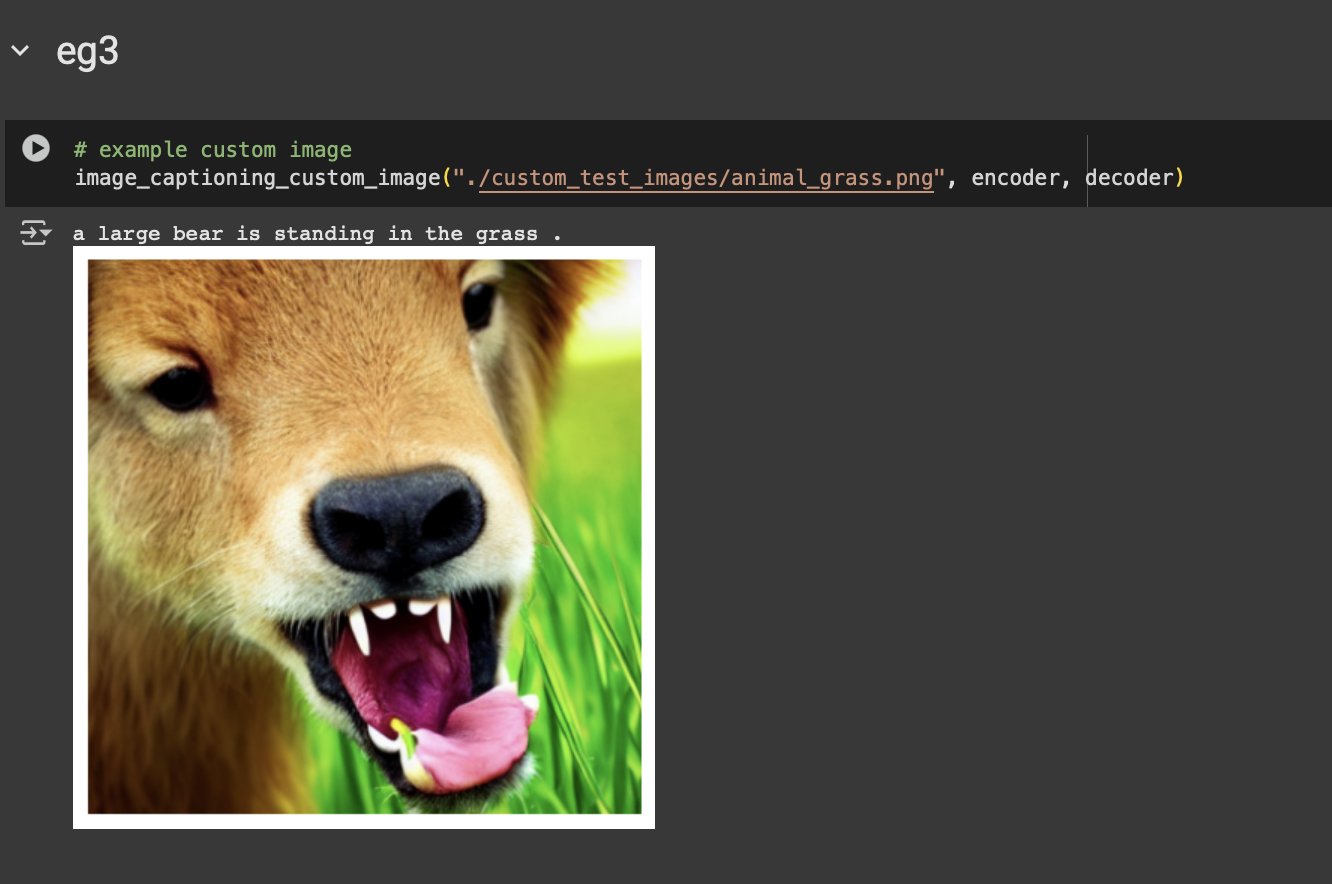 eg3
# example custom image
image_captioning_custom_image("./custom_test_images/animal_grass.png", encoder, decoder)
a large bear is standing in the grass .